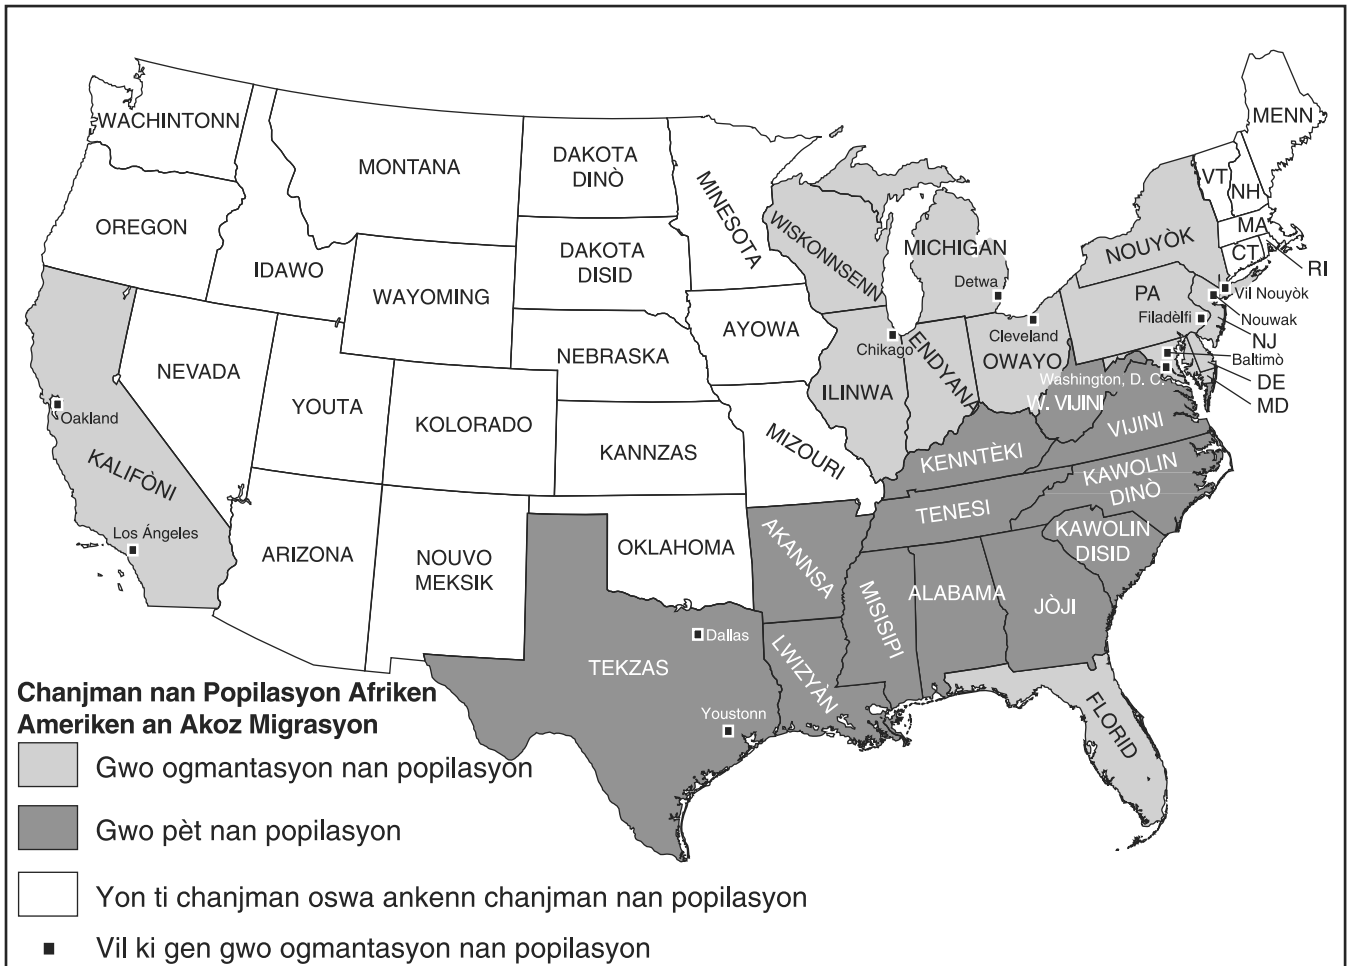 WACHINTONN
OREGON
IDAWO
MONTANA
WAYOMING
DAKOTA
DINÒ
DAKOTA
DISID
NEBRASKA
KANNZAS
OKLAHOMA
MINESOTA
AYOWA
MIZOURI
WISKONNSENN
ILINWA
Chikago
MICHIGAN
Detwa
ENDYANA
OWAYO
Cleveland
NOUYÒK
PA
Filadèlfi
MENN
VT
NH
MA
CT
RI
Vil Nouyòk
Nouwak
NJ
Baltimò
DE
MD
Washington, D. C.
W. VIJINI
VIJINI
KENNTÈKI
TENESI
KAWOLIN
DINÒ
KAWOLIN
DISID
JÒJI
ALABAMA
MISISIPI
AKANNSA
LWIZYÀN
FLORID
TEKZAS
Dallas
Youstonn
NEVADA
YOUTA
KOLORADO
ARIZONA
NOUVO
MEKSIK
KALIFÒNI
Oakland
Los Ángeles
Chanjman nan Popilasyon Afriken
Ameriken an Akoz Migrasyon
Gwo ogmantasyon nan popilasyon
Gwo pèt nan popilasyon
Yon ti chanjman oswa ankenn chanjman nan popilasyon
Vil ki gen gwo ogmantasyon nan popilasyon